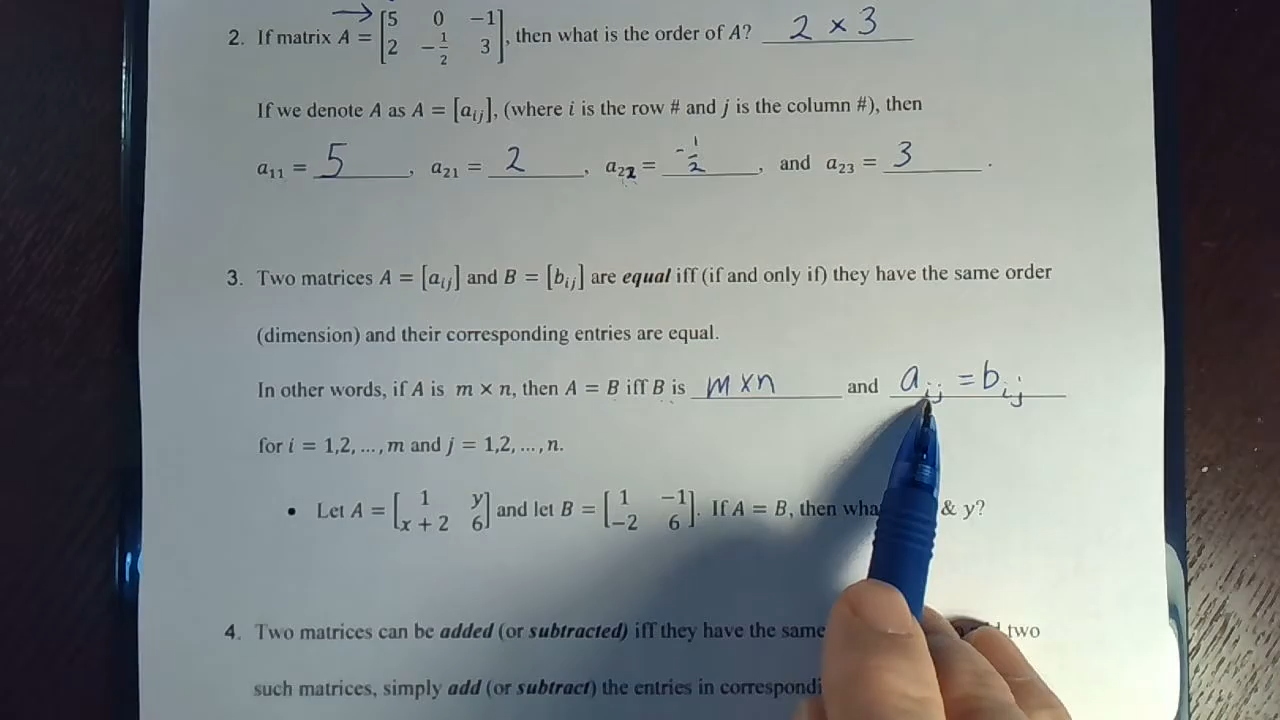 2. If matrix A = [5 0 −1; 2 −1/2 3], then what is the order of A? 2 × 3
If we denote A as A = [aᵢⱼ], (where i is the row # and j is the column #), then
a₁₁ = 5, a₂₁ = 2, a₂₂ = -1/2, and a₂₃ = 3.
3. Two matrices A = [aᵢⱼ] and B = [bᵢⱼ] are equal iff (if and only if) they have the same order
(dimension) and their corresponding entries are equal.
In other words, if A is m × n, then A = B iff B is m × n and aᵢⱼ = bᵢⱼ
for i = 1,2, …, m and j = 1,2, …, n.
• Let A = [1 y; x + 2 6] and let B = [1 −1; −2 6]. If A = B, then & y?
4. Two matrices can be added (or subtracted) iff they have the same two
such matrices, simply add (or subtract) the entries in